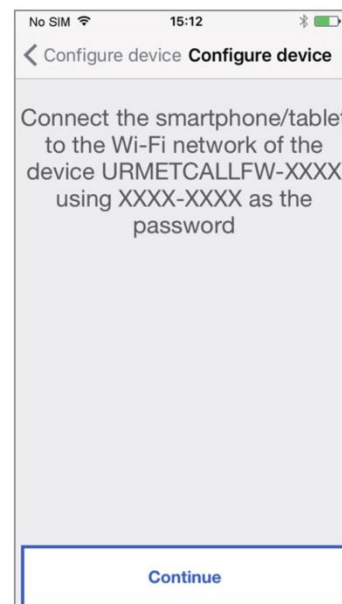 No SIM 15:12
Configure device Configure device
Connect the smartphone/tablet
to the Wi-Fi network of the
device URMETCALLFW-XXXX
using XXXX-XXXX as the
password
Continue